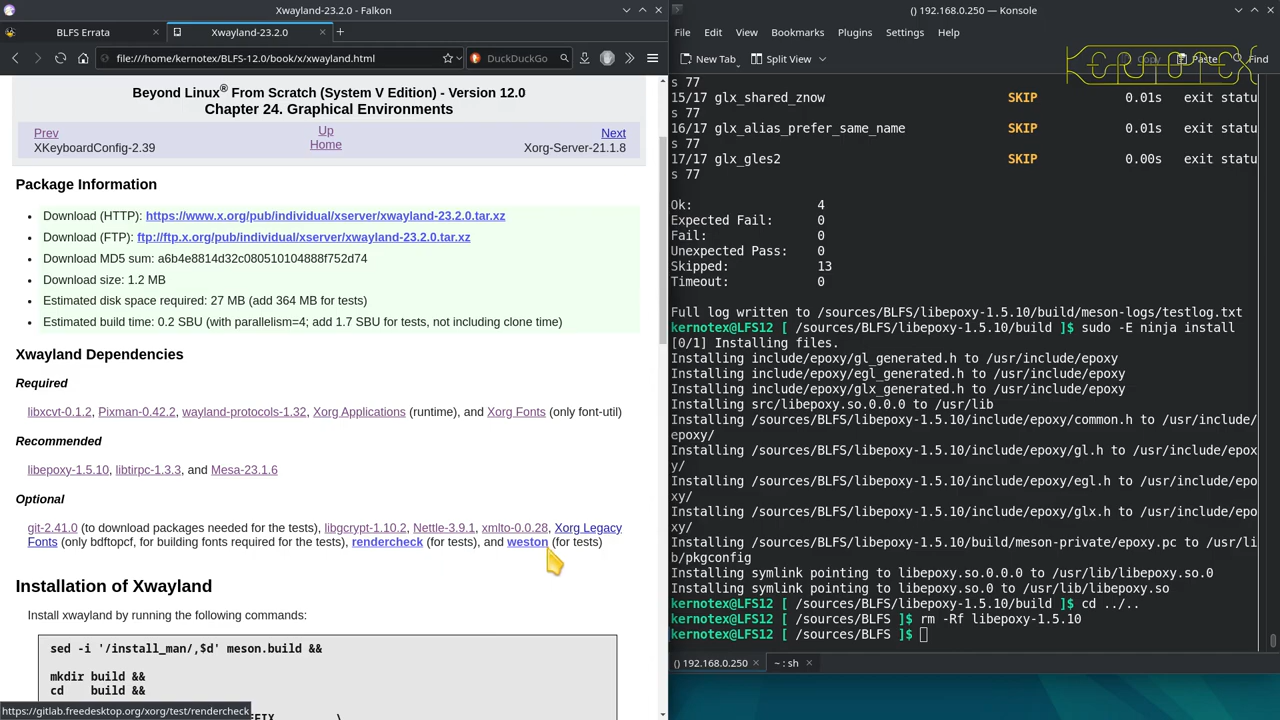 Xwayland-23.2.0 - Falkon
BLFS Errata
Xwayland-23.2.0
file:///home/kernotex/BLFS-12.0/book/x/xwayland.html
DuckDuckGo
Beyond Linux® From Scratch (System V Edition) - Version 12.0
Chapter 24. Graphical Environments
Prev
Up
Next
XKeyboardConfig-2.39
Home
Xorg-Server-21.1.8
Package Information
Download (HTTP): https://www.x.org/pub/individual/xserver/xwayland-23.2.0.tar.xz
Download (FTP): ftp://ftp.x.org/pub/individual/xserver/xwayland-23.2.0.tar.xz
Download MD5 sum: a6b4e8814d32c080510104888f752d74
Download size: 1.2 MB
Estimated disk space required: 27 MB (add 364 MB for tests)
Estimated build time: 0.2 SBU (with parallelism=4; add 1.7 SBU for tests, not including clone time)
Xwayland Dependencies
Required
libxcvt-0.1.2, Pixman-0.42.2, wayland-protocols-1.32, Xorg Applications (runtime), and Xorg Fonts (only font-util)
Recommended
libepoxy-1.5.10, libtirpc-1.3.3, and Mesa-23.1.6
Optional
git-2.41.0 (to download packages needed for the tests), libgcrypt-1.10.2, Nettle-3.9.1, xmlto-0.0.28, Xorg Legacy
Fonts (only bdftopcf, for building fonts required for the tests), rendercheck (for tests), and weston (for tests)
Installation of Xwayland
Install xwayland by running the following commands:
sed -i '/install_man/,$d' meson.build &&
mkdir build &&
cd    build &&
https://gitlab.freedesktop.org/xorg/test/rendercheck
() 192.168.0.250 — Konsole
File Edit View Bookmarks Plugins Settings Help
New Tab Split View Copy Paste Find
KERNOTEX
s 77
15/17 glx_shared_znow SKIP 0.01s exit statu
s 77
16/17 glx_alias_prefer_same_name SKIP 0.01s exit statu
s 77
17/17 glx_gles2 SKIP 0.00s exit statu
s 77
Ok: 4
Expected Fail: 0
Fail: 0
Unexpected Pass: 0
Skipped: 13
Timeout: 0
Full log written to /sources/BLFS/libepoxy-1.5.10/build/meson-logs/testlog.txt
kernotex@LFS12 [ /sources/BLFS/libepoxy-1.5.10/build ]$ sudo -E ninja install
[0/1] Installing files.
Installing include/epoxy/gl_generated.h to /usr/include/epoxy
Installing include/epoxy/egl_generated.h to /usr/include/epoxy
Installing include/epoxy/glx_generated.h to /usr/include/epoxy
Installing src/libepoxy.so.0.0.0 to /usr/lib
Installing /sources/BLFS/libepoxy-1.5.10/include/epoxy/common.h to /usr/include/
epoxy/
Installing /sources/BLFS/libepoxy-1.5.10/include/epoxy/gl.h to /usr/include/epox
y/
Installing /sources/BLFS/libepoxy-1.5.10/include/epoxy/egl.h to /usr/include/epo
xy/
Installing /sources/BLFS/libepoxy-1.5.10/include/epoxy/glx.h to /usr/include/epo
xy/
Installing /sources/BLFS/libepoxy-1.5.10/build/meson-private/epoxy.pc to /usr/li
b/pkgconfig
Installing symlink pointing to libepoxy.so.0.0.0 to /usr/lib/libepoxy.so.0
Installing symlink pointing to libepoxy.so.0 to /usr/lib/libepoxy.so
kernotex@LFS12 [ /sources/BLFS/libepoxy-1.5.10/build ]$ cd ../..
kernotex@LFS12 [ /sources/BLFS ]$ rm -Rf libepoxy-1.5.10
kernotex@LFS12 [ /sources/BLFS ]$
() 192.168.0.250
~ : sh